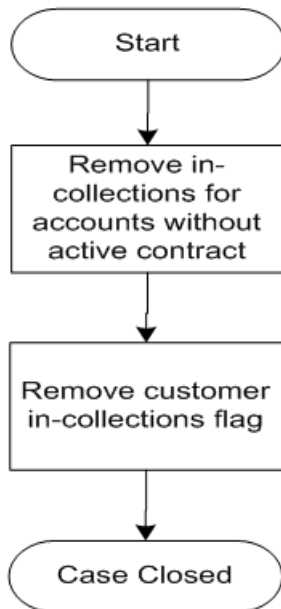 Start
Remove in-
collections for
accounts without
active contract
Remove customer
in-collections flag
Case Closed